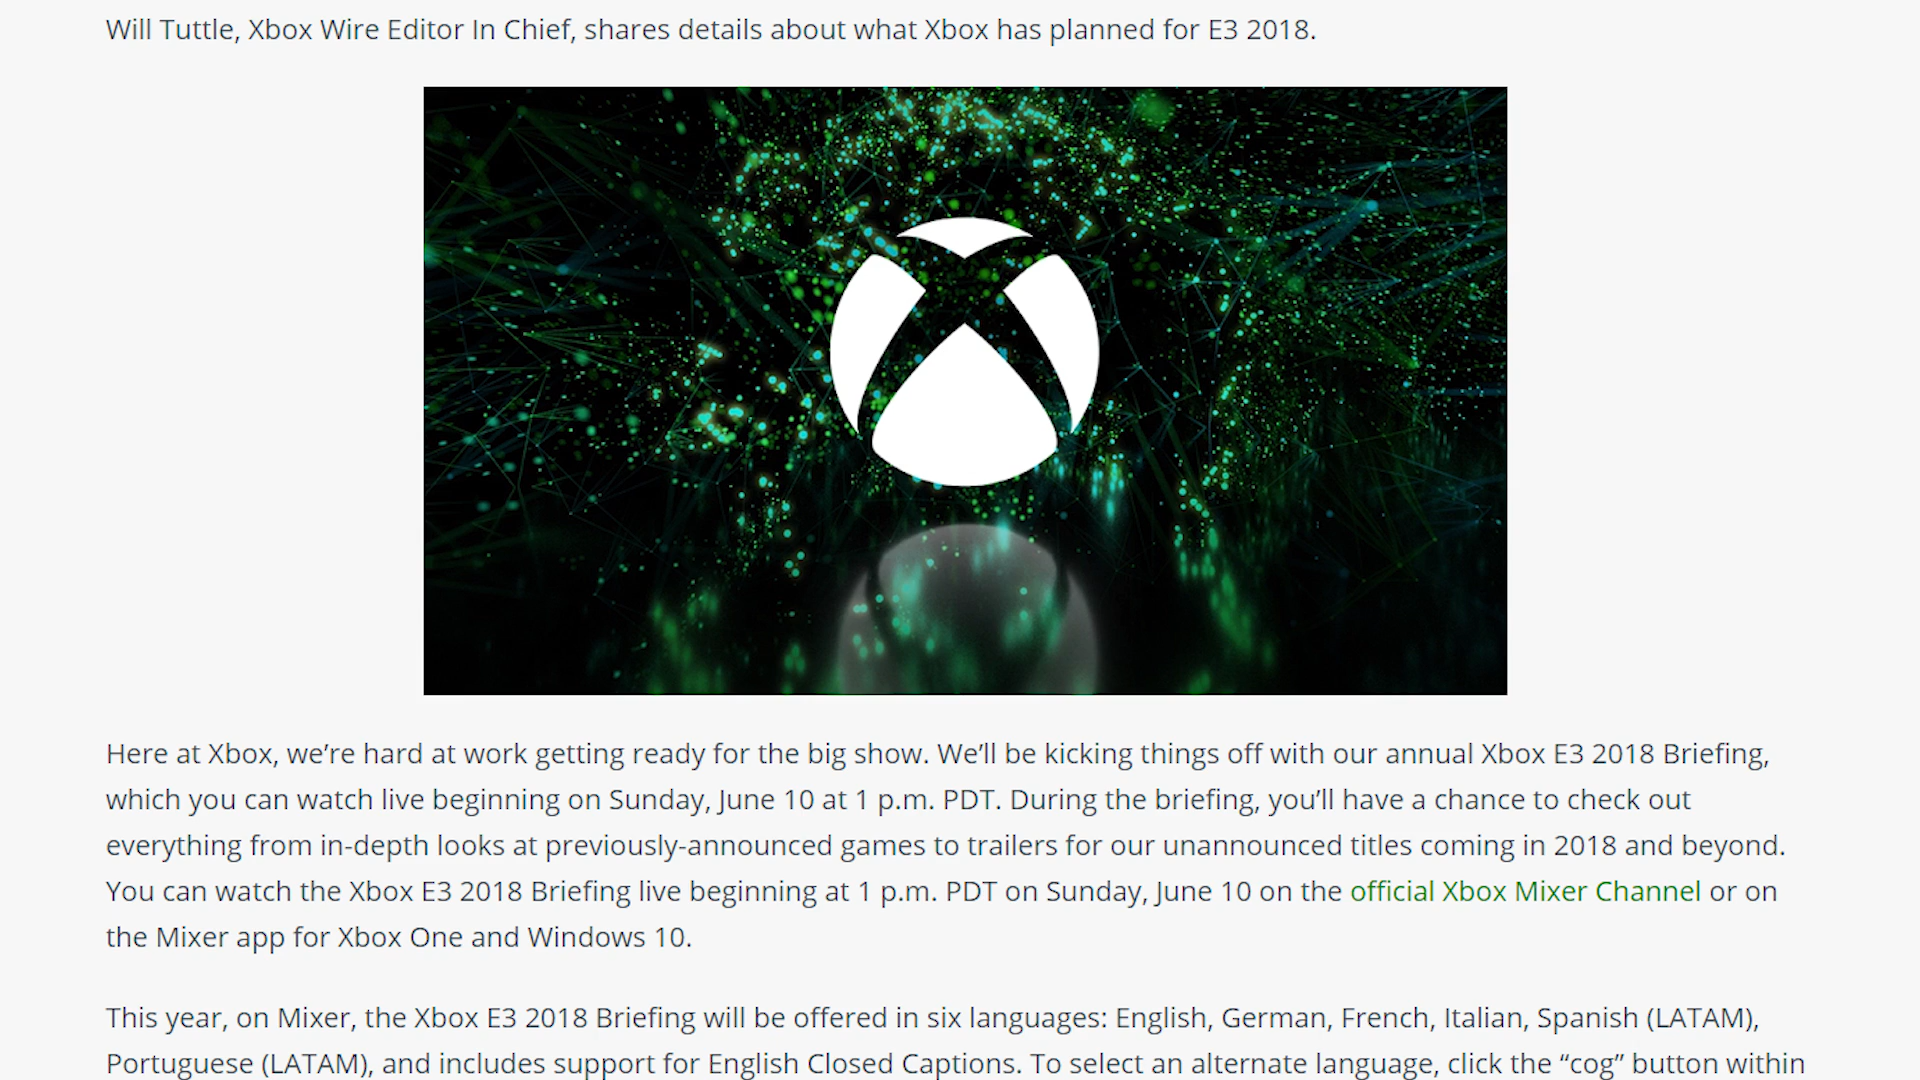 Will Tuttle, Xbox Wire Editor In Chief, shares details about what Xbox has planned for E3 2018.
Here at Xbox, we’re hard at work getting ready for the big show. We’ll be kicking things off with our annual Xbox E3 2018 Briefing,
which you can watch live beginning on Sunday, June 10 at 1 p.m. PDT. During the briefing, you’ll have a chance to check out
everything from in-depth looks at previously-announced games to trailers for our unannounced titles coming in 2018 and beyond.
You can watch the Xbox E3 2018 Briefing live beginning at 1 p.m. PDT on Sunday, June 10 on the official Xbox Mixer Channel or on
the Mixer app for Xbox One and Windows 10.
This year, on Mixer, the Xbox E3 2018 Briefing will be offered in six languages: English, German, French, Italian, Spanish (LATAM),
Portuguese (LATAM), and includes support for English Closed Captions. To select an alternate language, click the “cog” button within